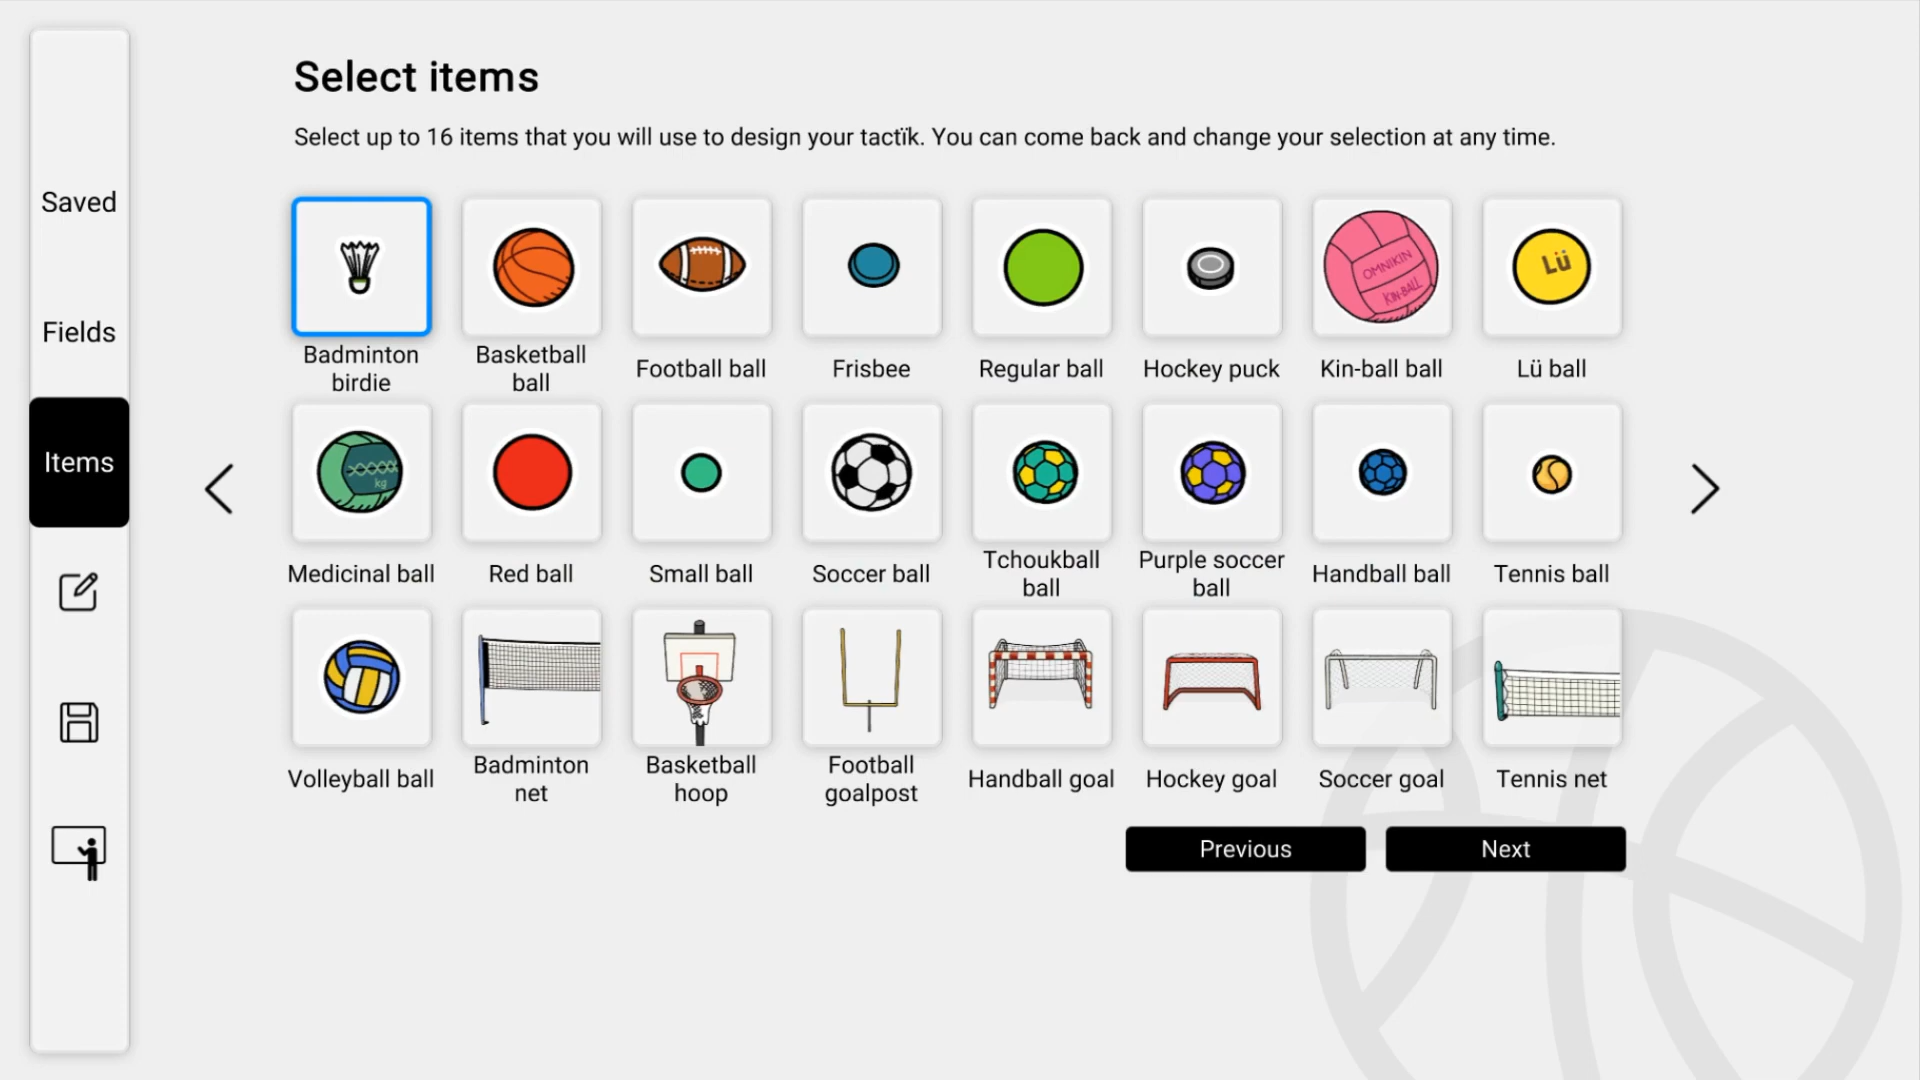 Select items
Select up to 16 items that you will use to design your tactïk. You can come back and change your selection at any time.
Saved
Fields
Items
Lü
OMNIKIN
KIN-BALL
Badminton
birdie
Basketball
ball
Football ball
Frisbee
Regular ball
Hockey puck
Kin-ball ball
Lü ball
kg
Medicinal ball
Red ball
Small ball
Soccer ball
Tchoukball
ball
Purple soccer
ball
Handball ball
Tennis ball
Volleyball ball
Badminton
net
Basketball
hoop
Football
goalpost
Handball goal
Hockey goal
Soccer goal
Tennis net
Previous
Next